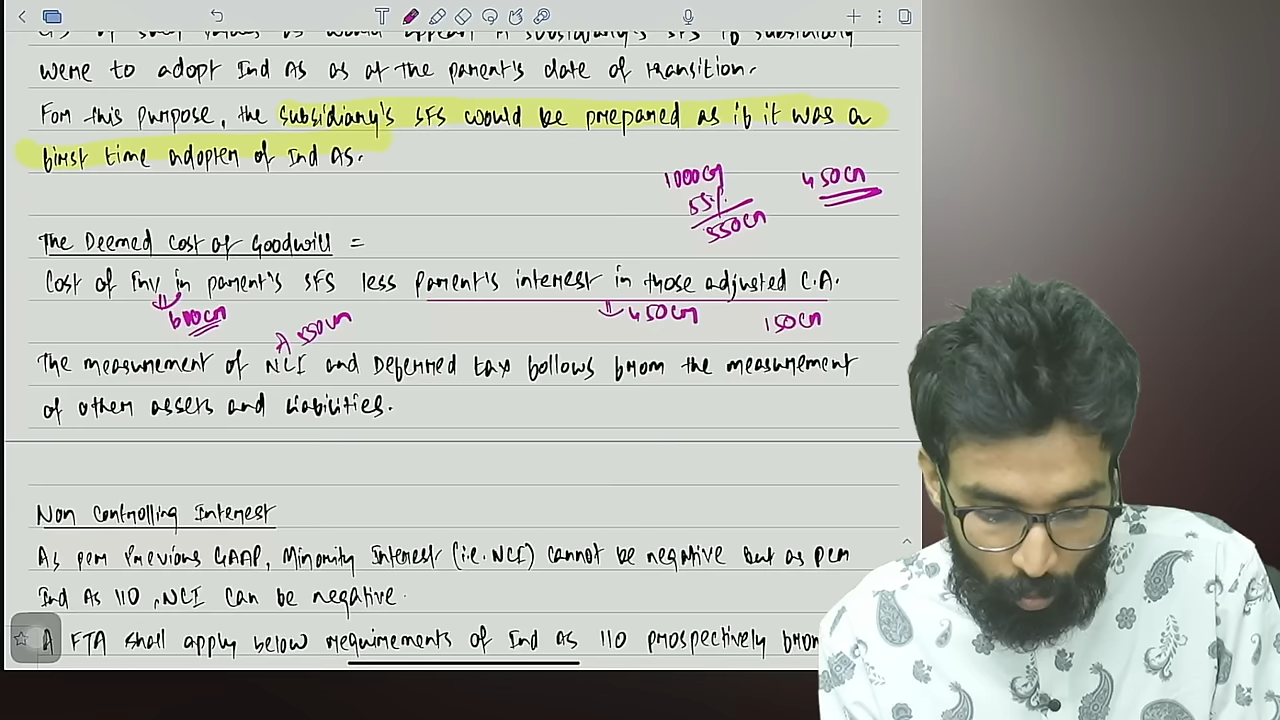 were to adopt Ind AS as at the parent's date of transition.
For this purpose, the subsidiary's SFS would be prepared as if it was a
first time adopter of Ind AS.
1000cr
55%
550cr
450cr
The Deemed cost of Goodwill =
Cost of Inv in parent's SFS less parent's interest in those adjusted C.A.
600cr
450cr
150cr
A 550cr
The measurement of NCI and Deferred tax follows from the measurement
of other assets and liabilities.
Non Controlling Interest
As per Previous GAAP, Minority Interest (i.e. NCI) cannot be negative but as per
Ind AS 110, NCI can be negative.
A FTA shall apply below requirements of Ind AS 110 prospectively from